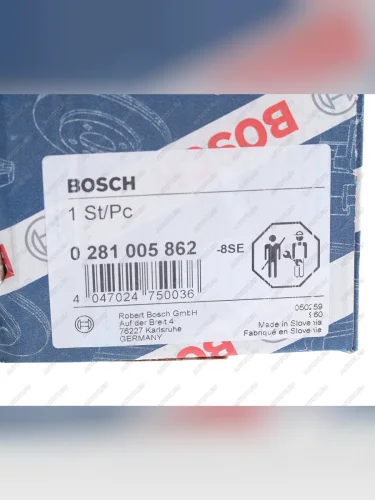 BOSCH
BOSCH
1 St/Pc
0 281 005 862 -8SE
4 047024 750036
Robert Bosch GmbH
Auf der Breit 4
76227 Karlsruhe
GERMANY
Made in Slovenia
Fabriqué en Slovénie